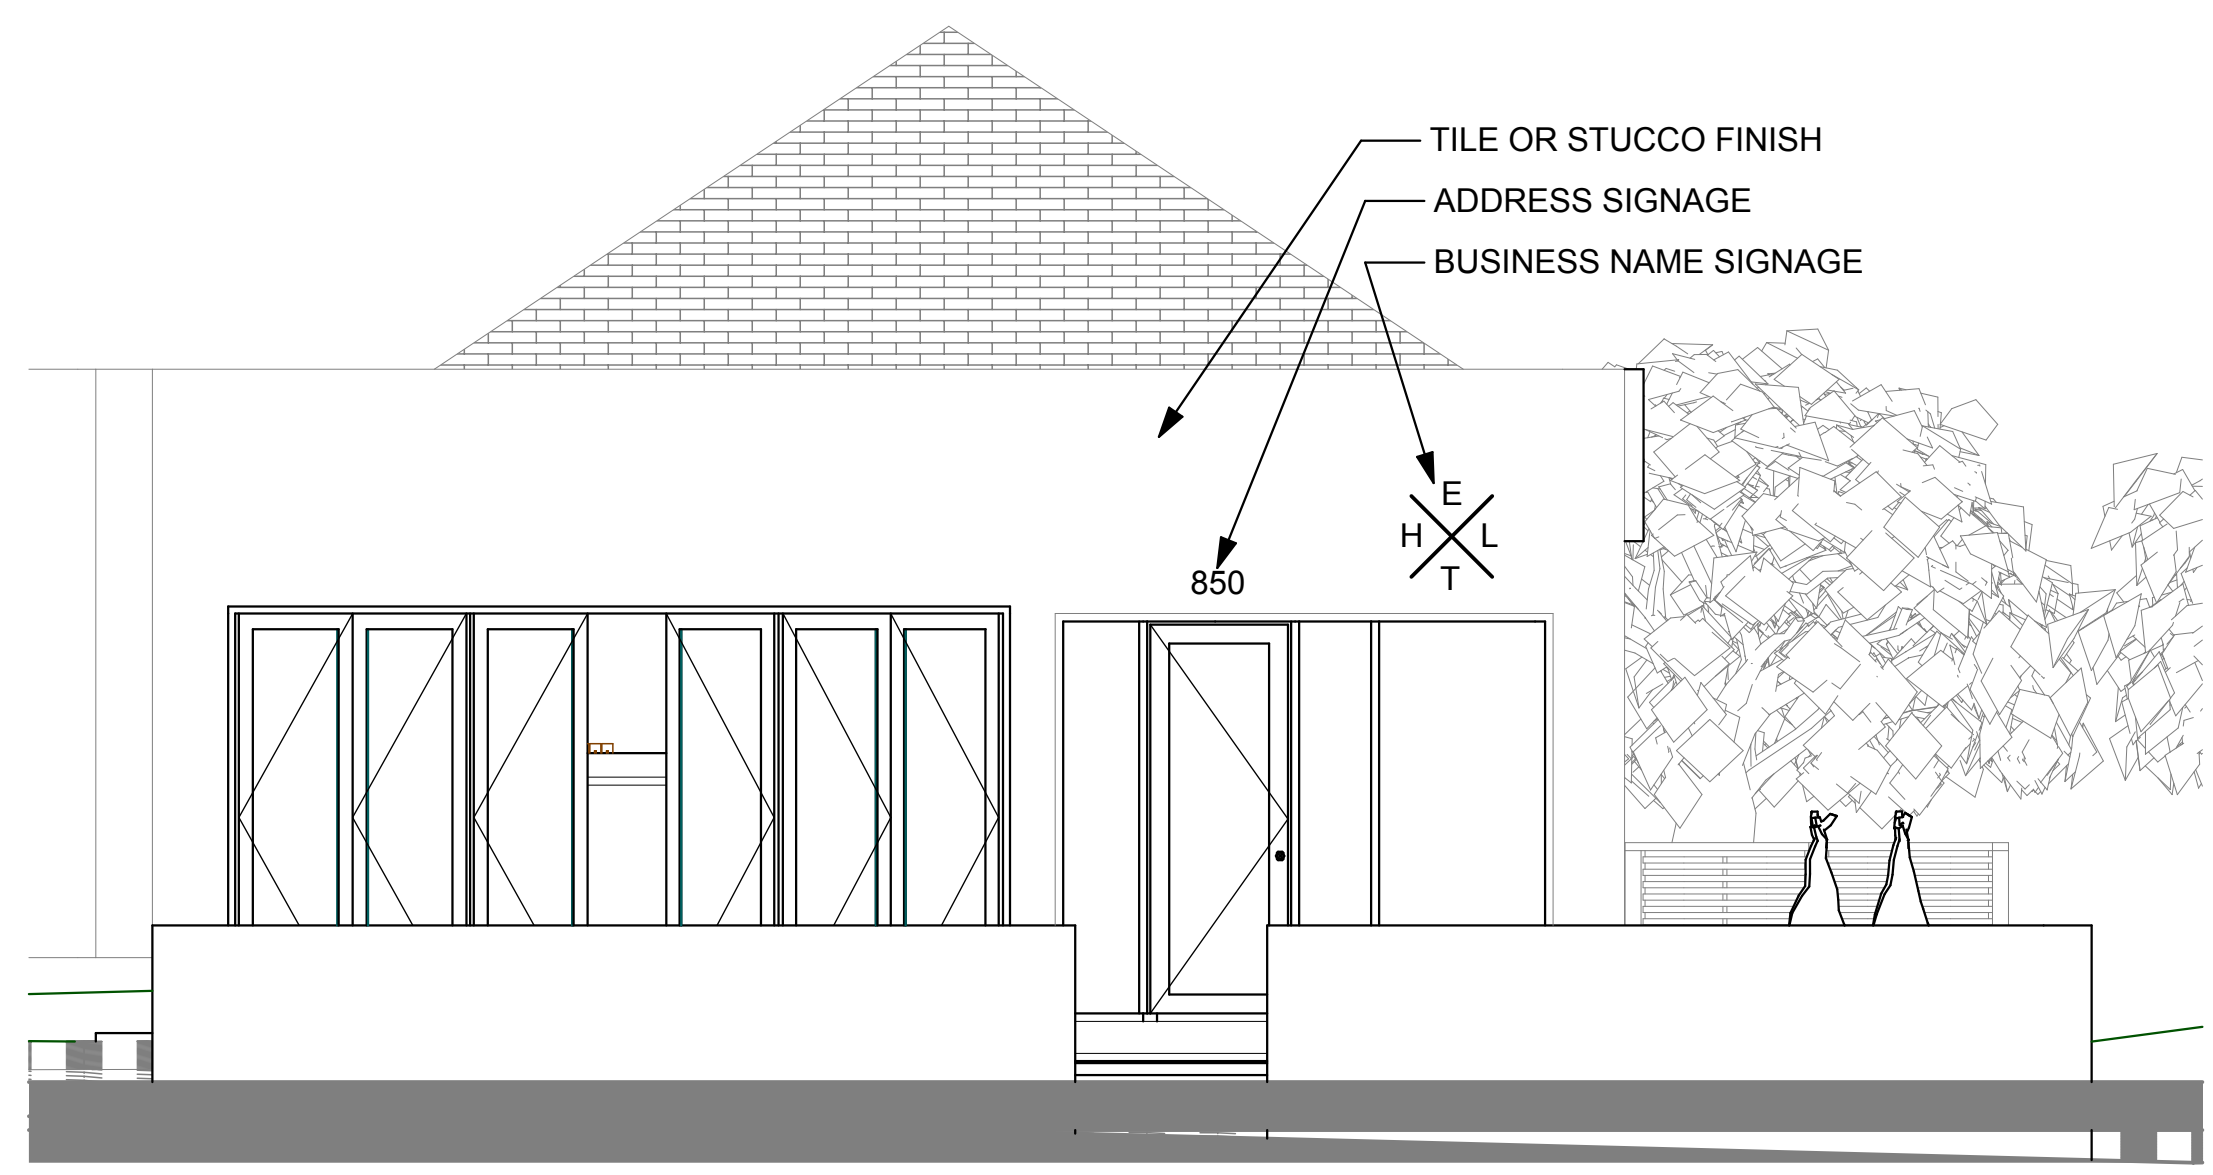 TILE OR STUCCO FINISH
ADDRESS SIGNAGE
BUSINESS NAME SIGNAGE
E
H L
T
850